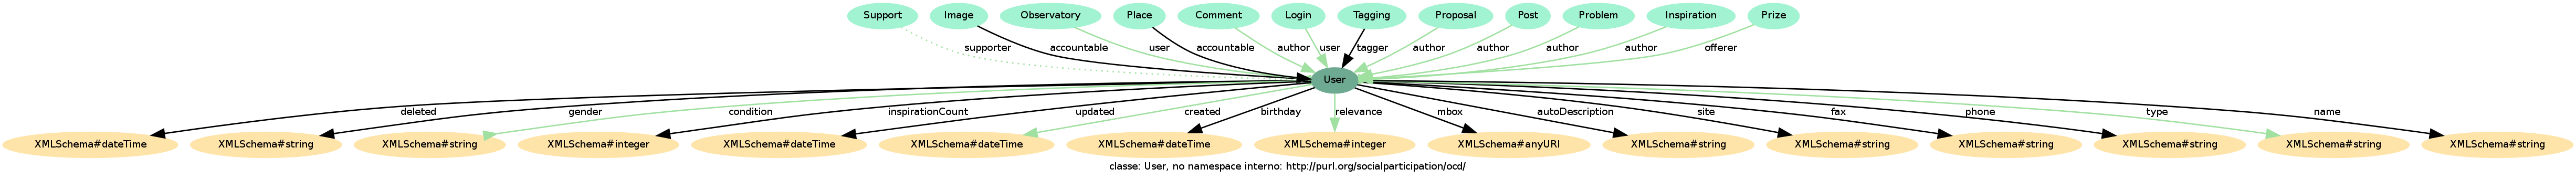 Support Image Observatory Place Comment Login Tagging Proposal Post Problem Inspiration Prize
supporter accountable user accountable author user tagger author author author author offerer
User
deleted gender condition inspirationCount updated created birthday relevance mbox autoDescription site fax phone type name
XMLSchema#dateTime XMLSchema#string XMLSchema#string XMLSchema#integer XMLSchema#dateTime XMLSchema#dateTime XMLSchema#dateTime XMLSchema#integer XMLSchema#anyURI XMLSchema#string XMLSchema#string XMLSchema#string XMLSchema#string XMLSchema#string XMLSchema#string
classe: User, no namespace interno: http://purl.org/socialparticipation/ocd/